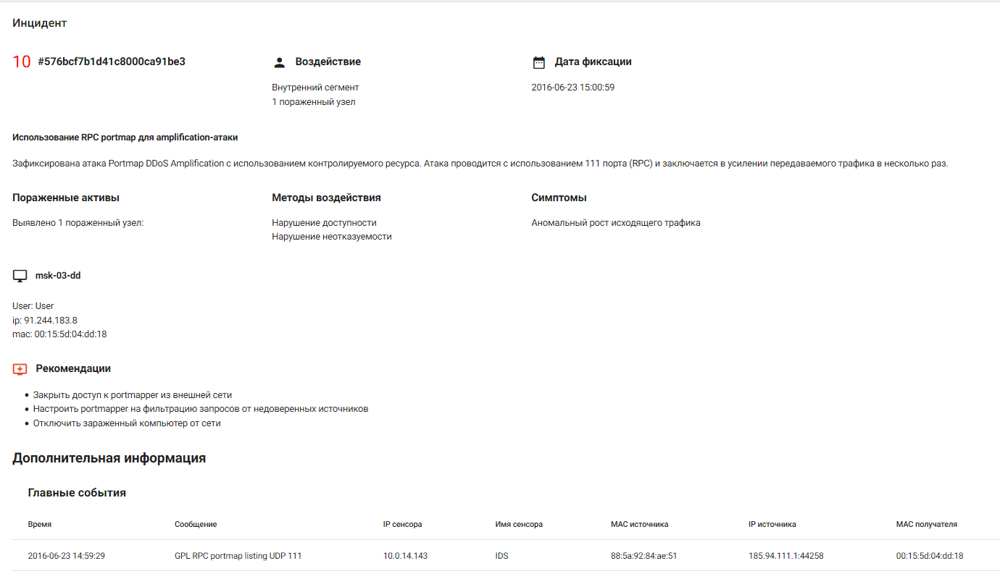 Инцидент
10 #576bcf7b1d41c8000ca91be3
Воздействие
Дата фиксации
Внутренний сегмент
1 пораженный узел
2016-06-23 15:00:59
Использование RPC portmap для amplification-атаки
Зафиксирована атака Portmap DDoS Amplification с использованием контролируемого ресурса. Атака проводится с использованием 111 порта (RPC) и заключается в усилении передаваемого трафика в несколько раз.
Пораженные активы
Выявлено 1 пораженный узел:
Методы воздействия
Нарушение доступности
Нарушение неотказуемости
Симптомы
Аномальный рост исходящего трафика
msk-03-dd
User: User
ip: 91.244.183.8
mac: 00:15:5d:04:dd:18
Рекомендации
• Закрыть доступ к portmapper из внешней сети
• Настроить portmapper на фильтрацию запросов от недоверенных источников
• Отключить зараженный компьютер от сети
Дополнительная информация
Главные события
Время Сообщение IP сенсора Имя сенсора MAC источника IP источника MAC получателя
2016-06-23 14:59:29 GPL RPC portmap listing UDP 111 10.0.14.143 IDS 88:5a:92:84:ae:51 185.94.111.1:44258 00:15:5d:04:dd:18